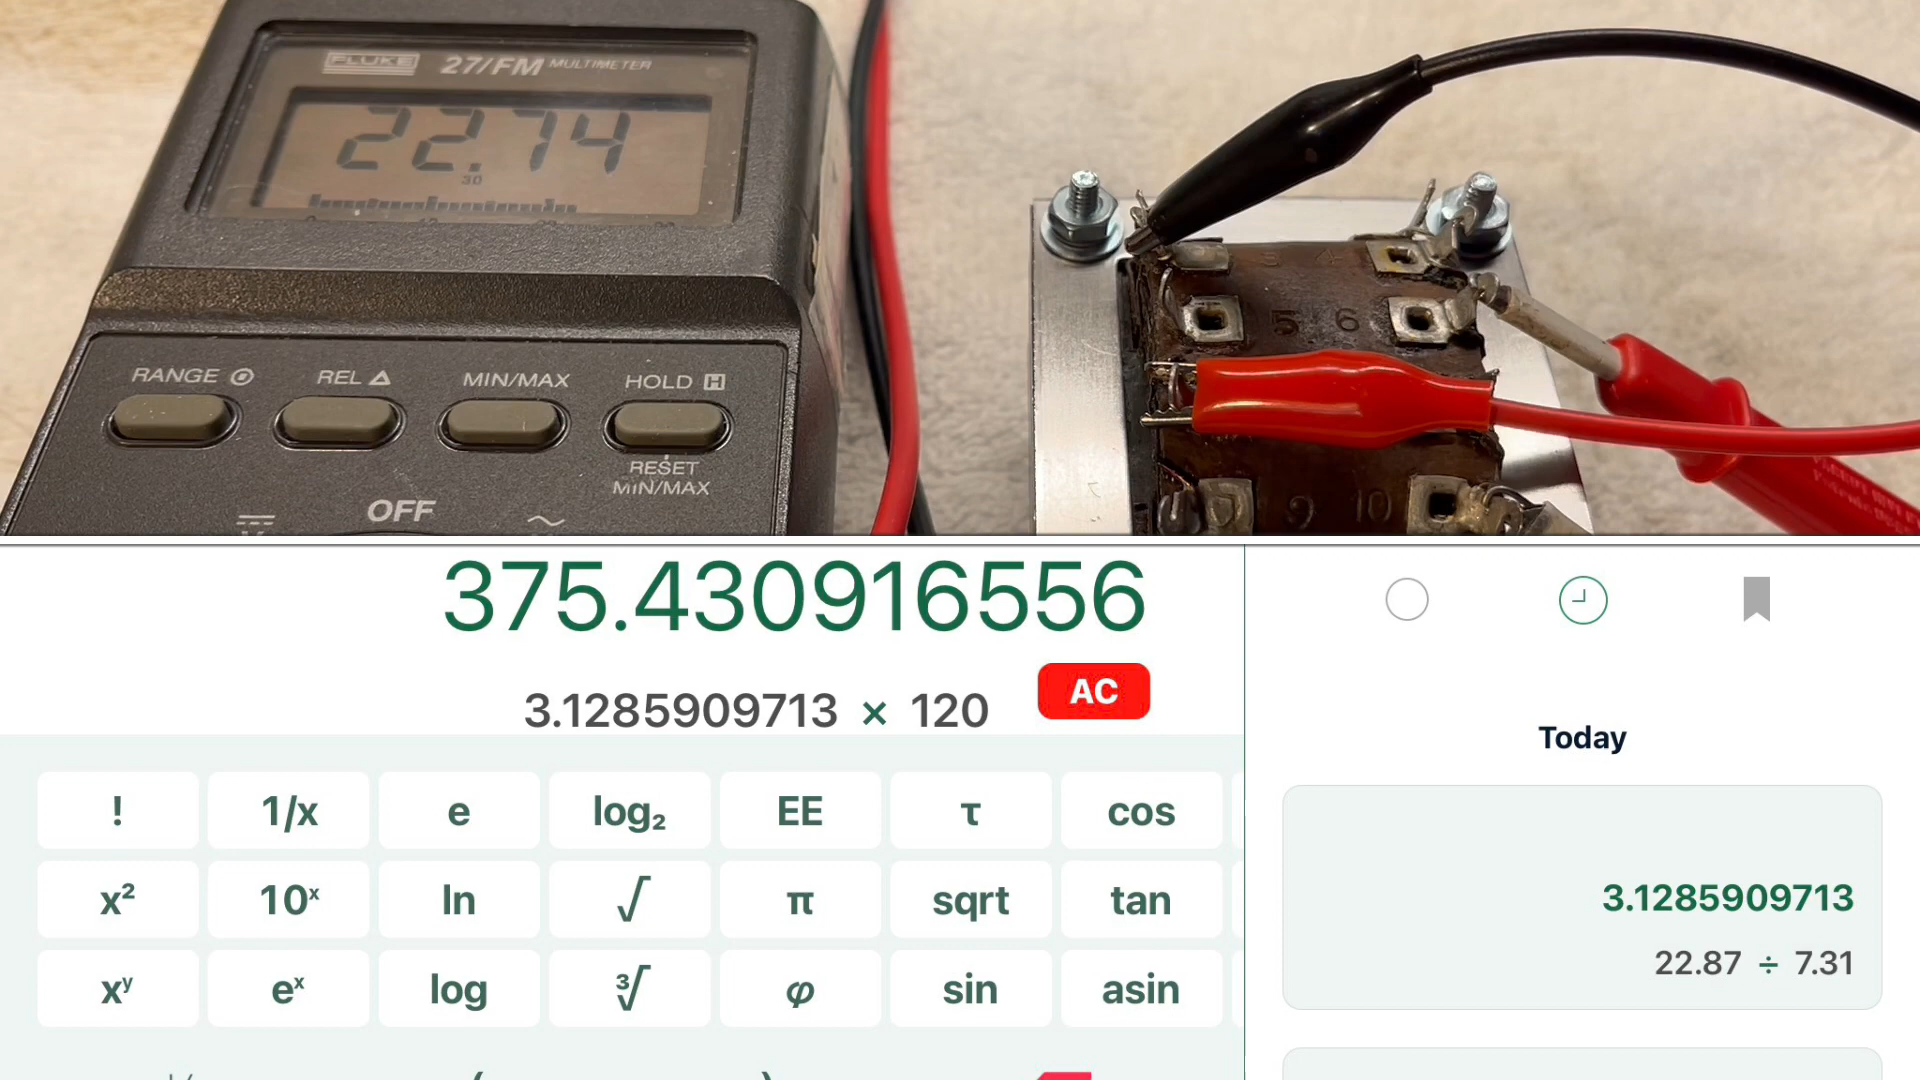 FLUKE 27/FM MULTIMETER
22.74
30
RANGE REL △ MIN/MAX HOLD H
RESET
MIN/MAX
OFF
3 4
5 6
9 10
375.430916556
3.1285909713 × 120
AC
! 1/x e log₂ EE τ cos
x² 10ˣ ln √ π sqrt tan
xʸ eˣ log ∛ φ sin asin
Today
3.1285909713
22.87 ÷ 7.31